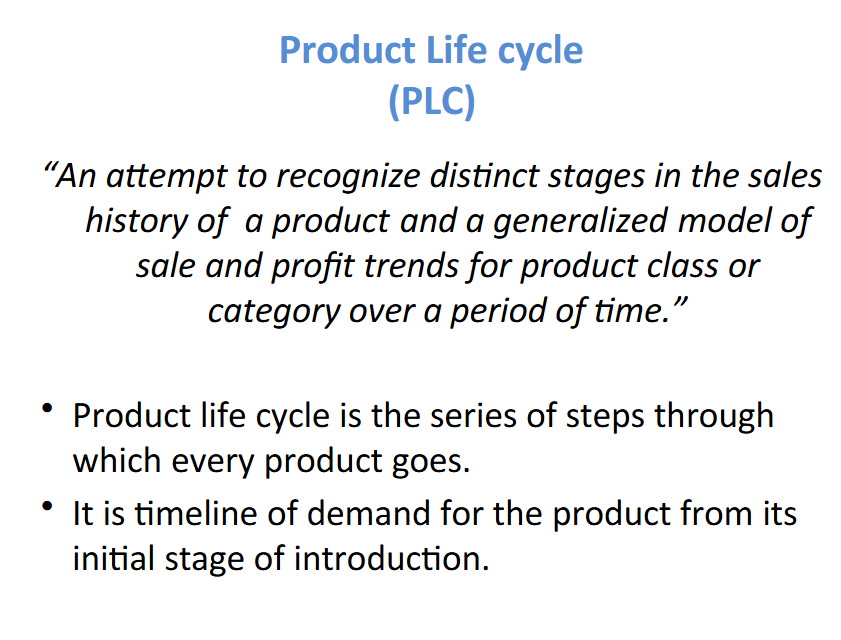 Product Life cycle
(PLC)
“An attempt to recognize distinct stages in the sales
history of  a product and a generalized model of
sale and profit trends for product class or
category over a period of time.”
• Product life cycle is the series of steps through
which every product goes.
• It is timeline of demand for the product from its
initial stage of introduction.